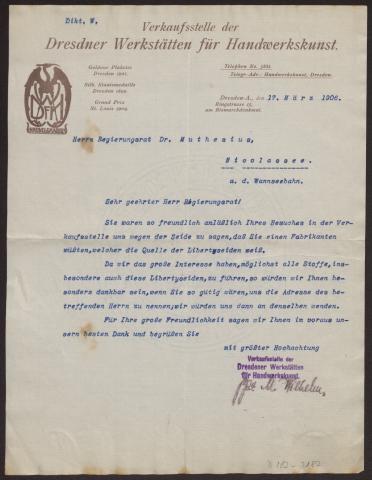 Dikt. W.
Verkaufsstelle der
Dresdner Werkstätten für Handwerkskunst.
Goldene Plakette
Dresden 1901.
Silb. Staatsmedaille
Dresden 1899.
Grand Prix
St. Louis 1904.
Telephon No. 5881.
Telegr.-Adr.: Handwerkskunst, Dresden.
Dresden-A., den 17. März 1906.
Ringstrasse 15,
am Bismarckdenkmal.
DWFH
Herrn Regierungsrat Dr. Muthesius,
Nicolassee.
a.d. Wannseebahn.
Sehr geehrter Herr Regierungsrat!
Sie waren so freundlich anläßlich Ihres Besuches in der Ver-
kaufsstelle uns wegen der Seide zu sagen, daß Sie einen Fabrikanten
wüßten, welcher die Quelle der Libertyseiden weiß.
Da wir das große Interesse haben, möglichst alle Stoffe, ins-
besondere auch diese Libertyseiden, zu führen, so würden wir Ihnen be-
sonders dankbar sein, wenn Sie so gütig wären, uns die Adresse des be-
treffenden Herrn zu nennen; wir würden uns dann an denselben wenden.
Für Ihre große Freundlichkeit sagen wir Ihnen im voraus un-
sern besten Dank und begrüßen Sie
mit größter Hochachtung
Verkaufsstelle der
Dresdener Werkstätten
für Handwerkskunst.
M. Wilhelm.